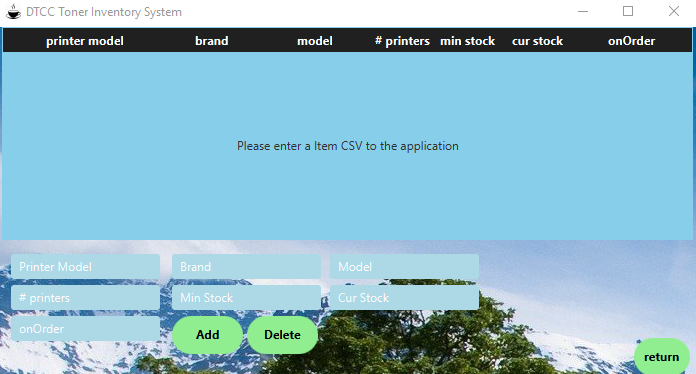 DTCC Toner Inventory System
printer model brand model # printers min stock cur stock onOrder
Please enter a Item CSV to the application
Printer Model Brand Model
# printers Min Stock Cur Stock
onOrder Add Delete
return